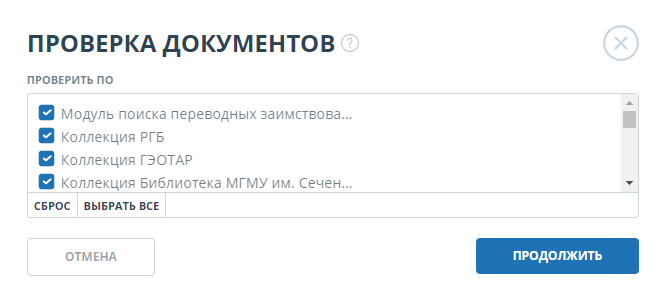 ПРОВЕРКА ДОКУМЕНТОВ ?
ПРОВЕРИТЬ ПО
Модуль поиска переводных заимствова...
Коллекция РГБ
Коллекция ГЭОТАР
Коллекция Библиотека МГМУ им. Сечен...
СБРОС ВЫБРАТЬ ВСЕ
ОТМЕНА ПРОДОЛЖИТЬ